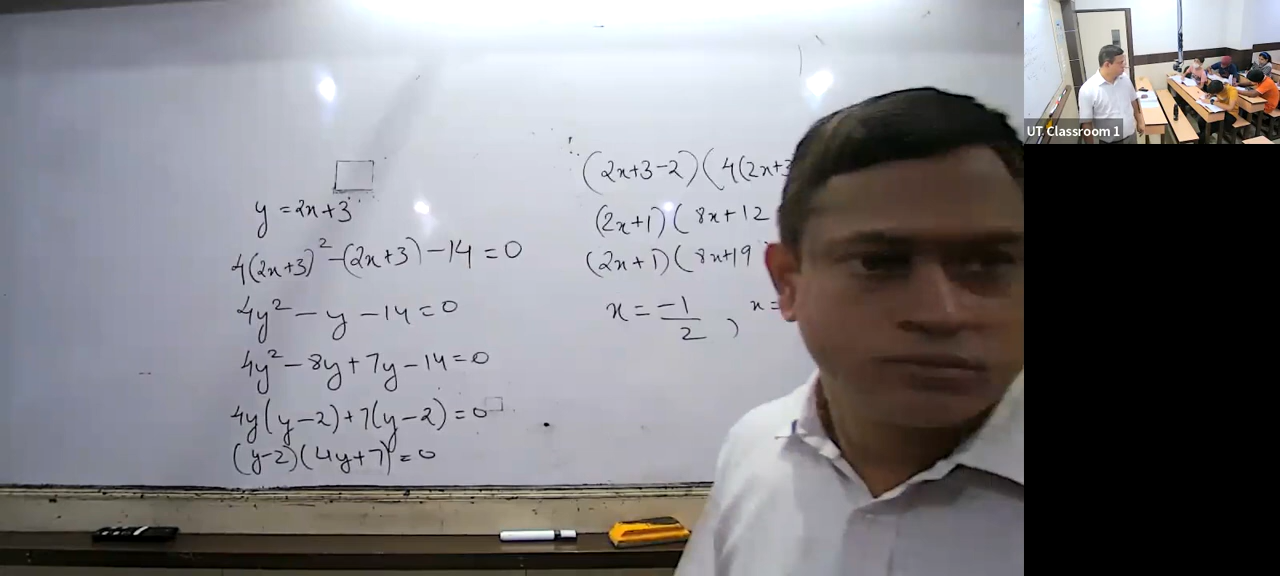 y = 2x+3
4(2x+3)² - (2x+3) - 14 = 0
4y² - y - 14 = 0
4y² - 8y + 7y - 14 = 0
4y(y-2) + 7(y-2) = 0
(y-2)(4y+7) = 0
(2x+3-2)(4(2x+3
(2x+1)(8x+12
(2x+1)(8x+19
x = -1/2, x =
UT Classroom 1